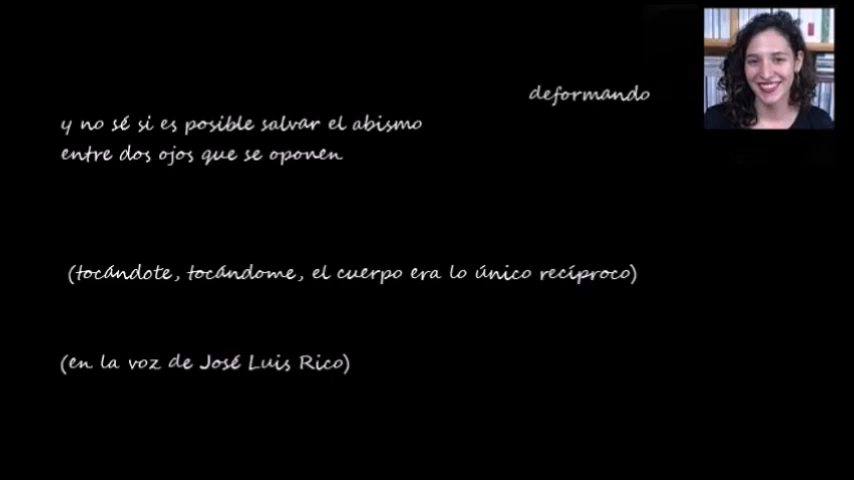 deformando
y no sé si es posible salvar el abismo
entre dos ojos que se oponen
(tocándote, tocándome, el cuerpo era lo único recíproco)
(en la voz de José Luis Rico)